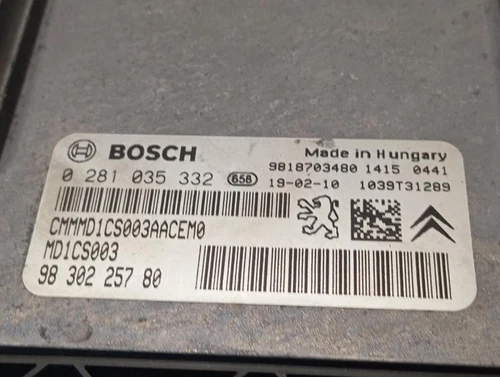 BOSCH
Made in Hungary
0 281 035 332 658
9818703480 1415 0441
19-02-10 1039T31289
CMMMD1CS003AACEM0
MD1CS003
98 302 257 80